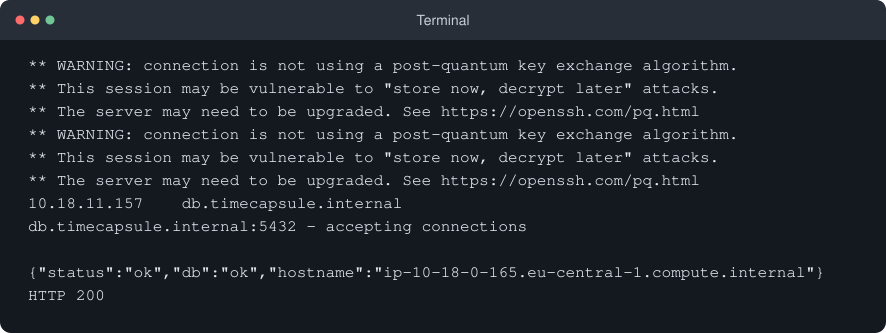 Terminal
** WARNING: connection is not using a post-quantum key exchange algorithm.
** This session may be vulnerable to "store now, decrypt later" attacks.
** The server may need to be upgraded. See https://openssh.com/pq.html
** WARNING: connection is not using a post-quantum key exchange algorithm.
** This session may be vulnerable to "store now, decrypt later" attacks.
** The server may need to be upgraded. See https://openssh.com/pq.html
10.18.11.157    db.timecapsule.internal
db.timecapsule.internal:5432 - accepting connections
{"status":"ok","db":"ok","hostname":"ip-10-18-0-165.eu-central-1.compute.internal"}
HTTP 200